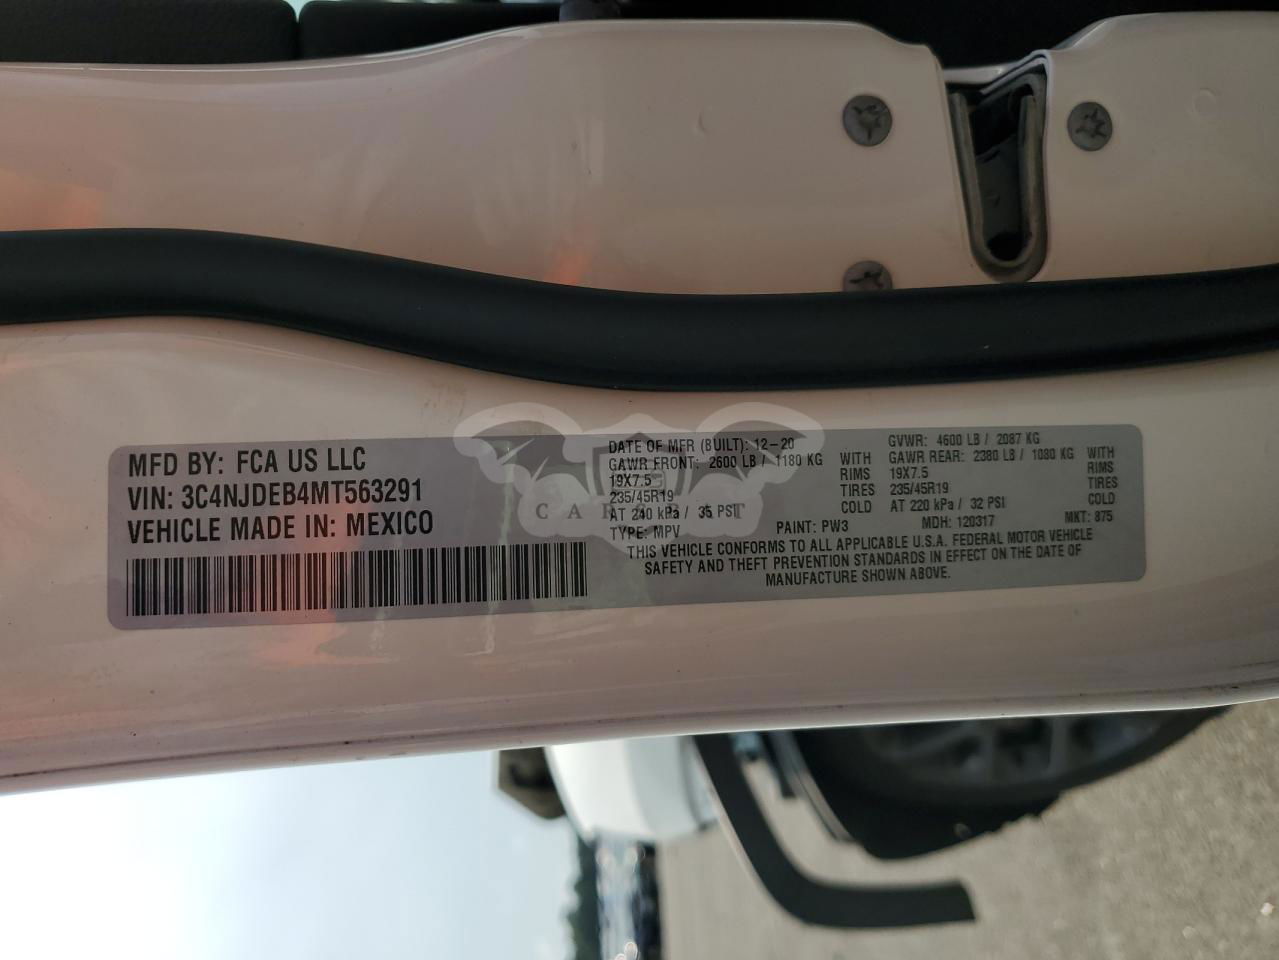 MFD BY: FCA US LLC
VIN: 3C4NJDEB4MT563291
VEHICLE MADE IN: MEXICO
DATE OF MFR (BUILT): 12-20
GAWR FRONT: 2600 LB / 1180 KG WITH
19X7.5 RIMS
235/45R19 TIRES
AT 240 kPa / 35 PSI COLD
TYPE: MPV
GVWR: 4600 LB / 2087 KG
GAWR REAR: 2380 LB / 1080 KG WITH
19X7.5 RIMS
235/45R19 TIRES
AT 220 kPa / 32 PSI COLD
PAINT: PW3 MDH: 120317 MKT: 875
THIS VEHICLE CONFORMS TO ALL APPLICABLE U.S.A. FEDERAL MOTOR VEHICLE
SAFETY AND THEFT PREVENTION STANDARDS IN EFFECT ON THE DATE OF
MANUFACTURE SHOWN ABOVE.